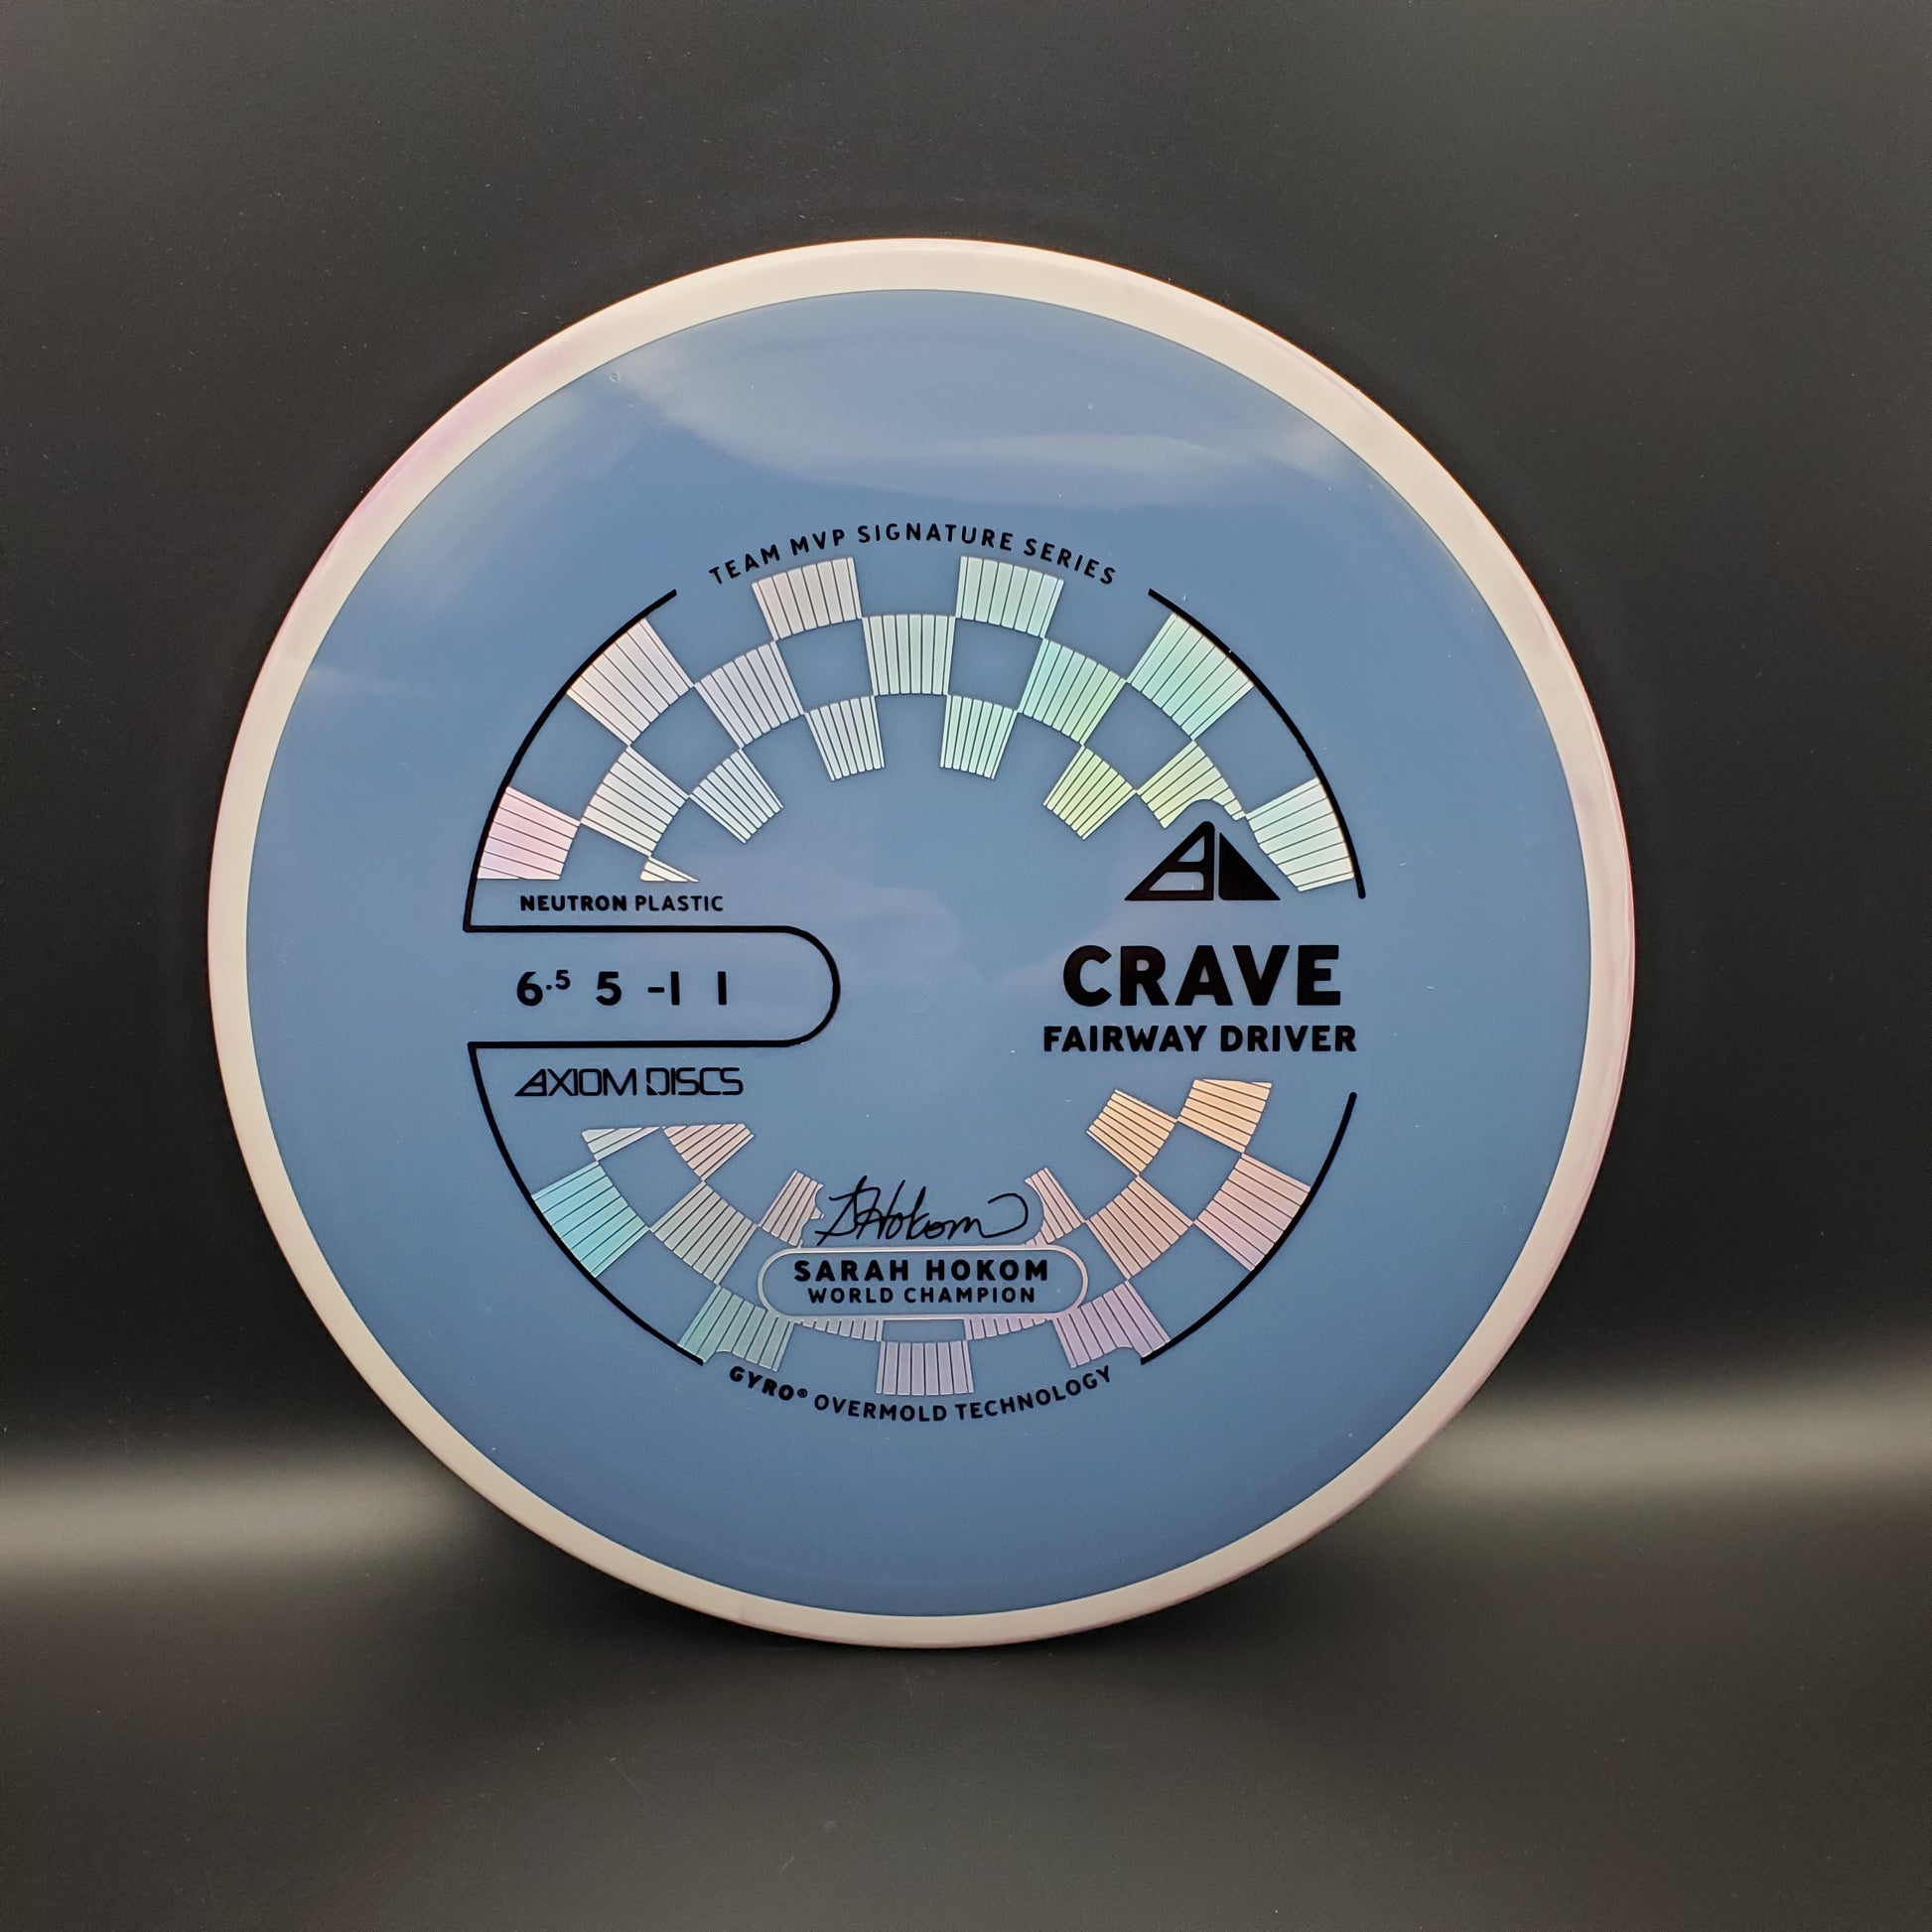 TEAM MVP SIGNATURE SERIES
NEUTRON PLASTIC
6.5 5 -1 1
AXIOM DISCS
CRAVE
FAIRWAY DRIVER
SHokom
SARAH HOKOM
WORLD CHAMPION
GYRO® OVERMOLD TECHNOLOGY